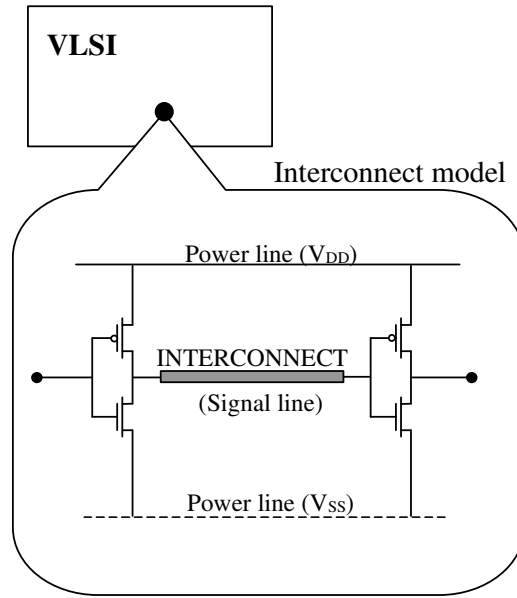 VLSI
Interconnect model
Power line (VDD)
INTERCONNECT
(Signal line)
Power line (VSS)